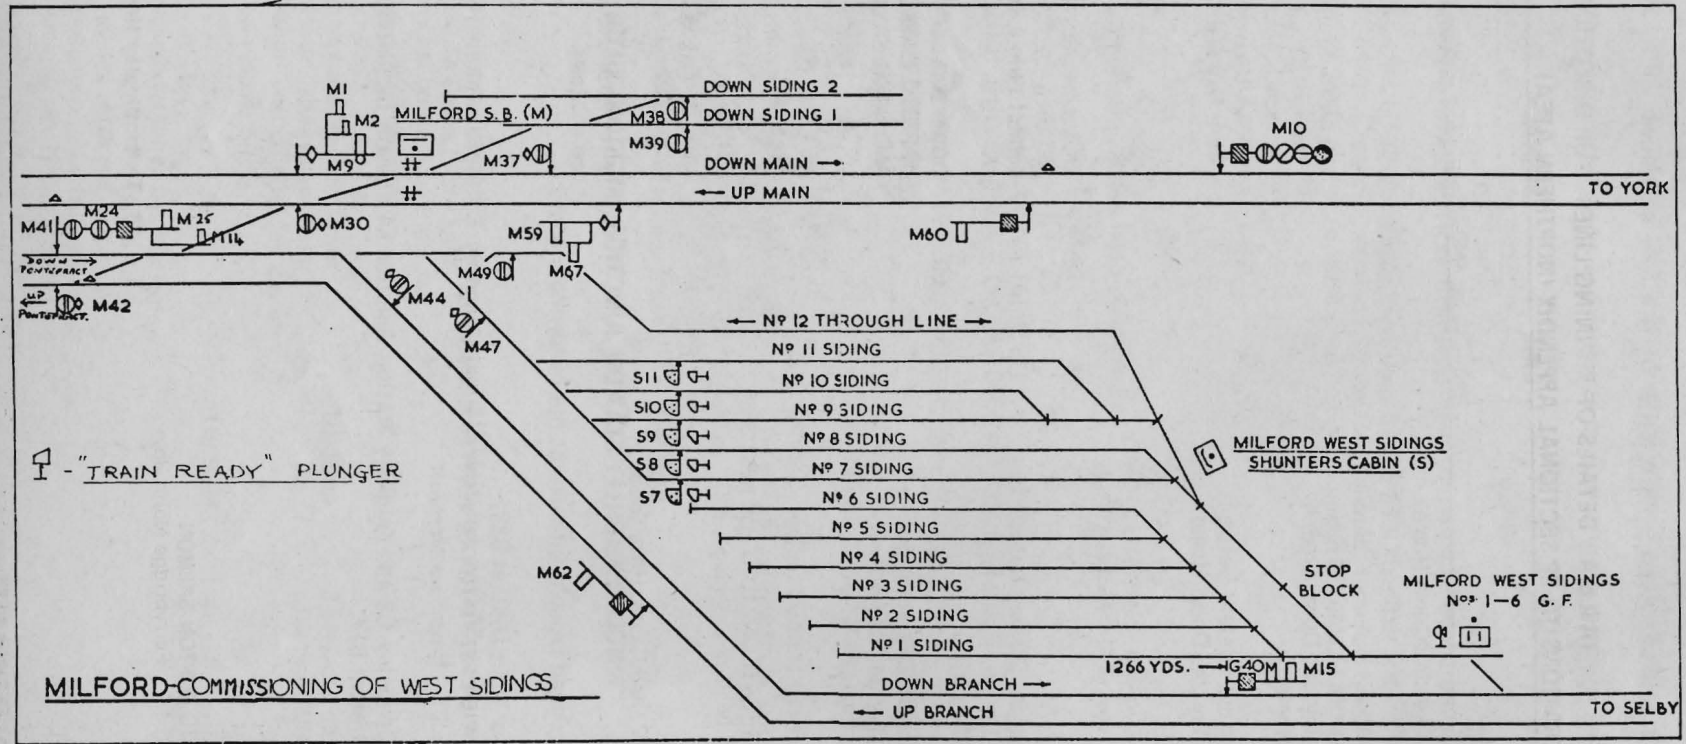 DOWN SIDING 2
M1
MILFORD S.B. (M)
M38
DOWN SIDING 1
M2
M39
M10
M9
M37
DOWN MAIN →
← UP MAIN
TO YORK
M41
M24
M 25
M14
M30
M59
M60
M67
DOWN →
PONTEFRACT
M49
M44
← UP
PONTEFRACT.
M42
M47
← Nº 12 THROUGH LINE →
Nº 11 SIDING
S11
Nº 10 SIDING
S10
Nº 9 SIDING
S9
Nº 8 SIDING
MILFORD WEST SIDINGS
SHUNTERS CABIN (S)
S8
Nº 7 SIDING
- "TRAIN READY" PLUNGER
S7
Nº 6 SIDING
Nº 5 SIDING
Nº 4 SIDING
M62
STOP
BLOCK
MILFORD WEST SIDINGS
Nos. 1-6 G. F.
Nº 3 SIDING
Nº 2 SIDING
Nº 1 SIDING
1266 YDS. → G40 M15
MILFORD-COMMISSIONING OF WEST SIDINGS
DOWN BRANCH →
← UP BRANCH
TO SELBY